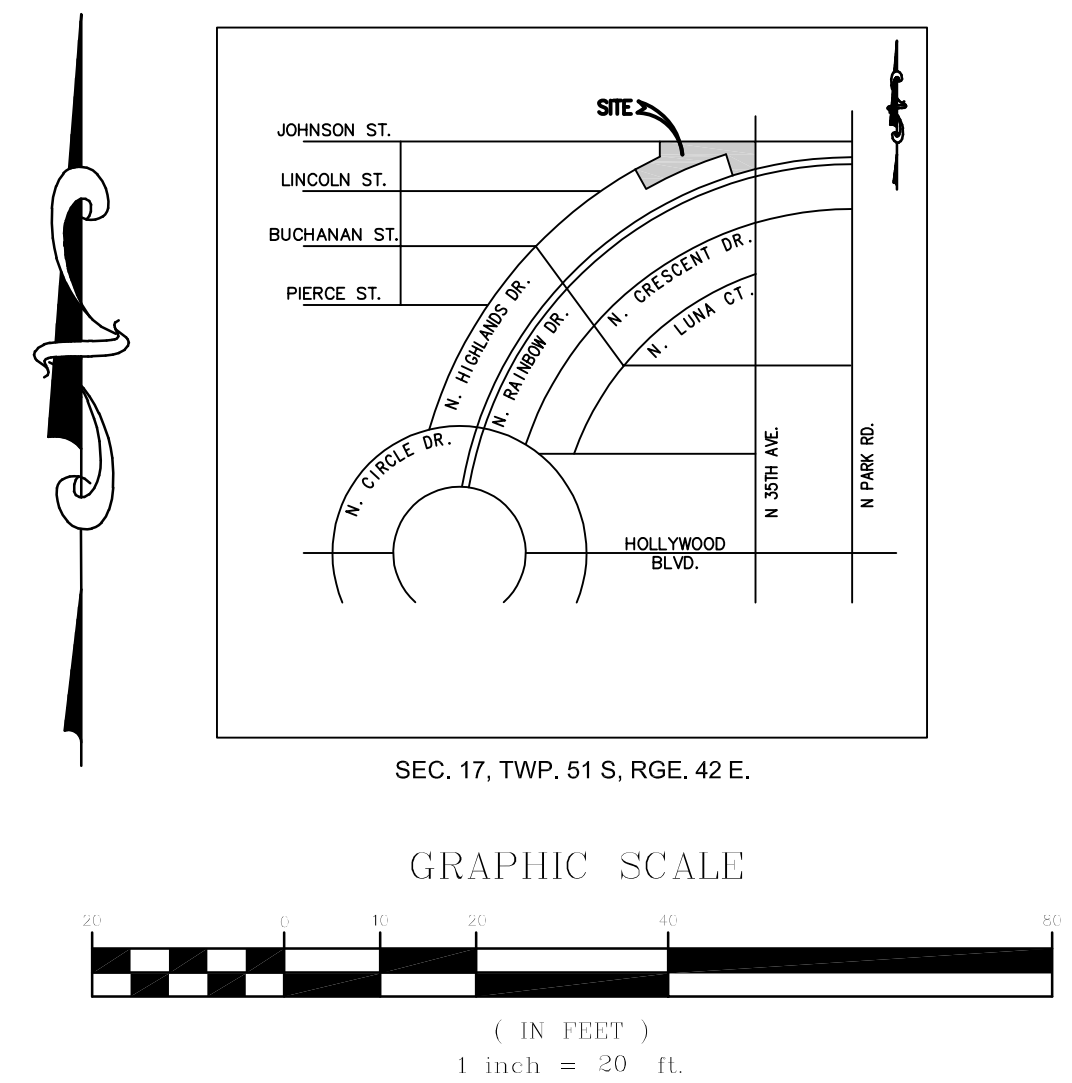 SITE
JOHNSON ST.
LINCOLN ST.
BUCHANAN ST.
PIERCE ST.
N. HIGHLANDS DR.
N. RAINBOW DR.
N. CRESCENT DR.
N. LUNA CT.
N. CIRCLE DR.
N 35TH AVE.
N PARK RD.
HOLLYWOOD
BLVD.
SEC. 17, TWP. 51 S, RGE. 42 E.
GRAPHIC SCALE
20 0 10 20 40 80
( IN FEET )
1 inch = 20 ft.